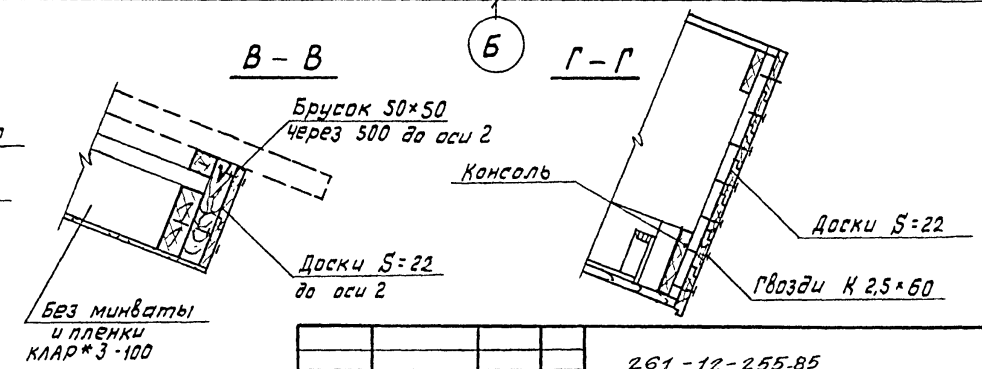 Б
В - В
Г - Г
Брусок 50*50
через 500 до оси 2
Консоль
Доски S=22
до оси 2
Доски S=22
Гвозди К 2,5*60
Без минваты
и пленки
КЛАР*3-100
261-12-255.85